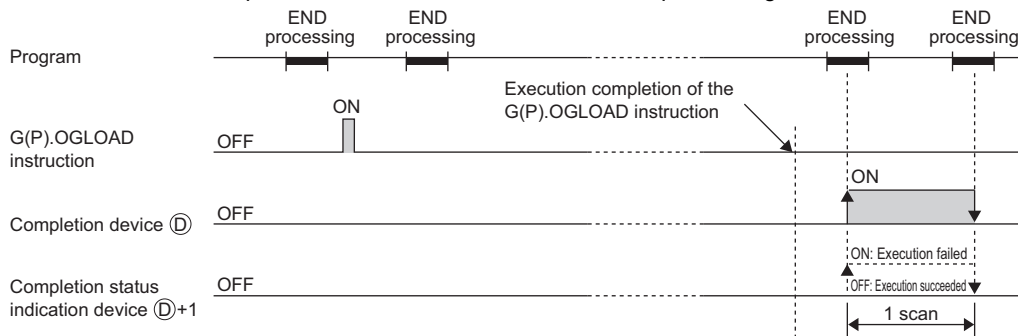 END processing
END processing
END processing
END processing
Program
Execution completion of the
G(P).OGLOAD instruction
ON
G(P).OGLOAD
instruction
OFF
ON
Completion device Ⓓ
OFF
ON: Execution failed
Completion status
indication device Ⓓ+1
OFF
OFF: Execution succeeded
1 scan